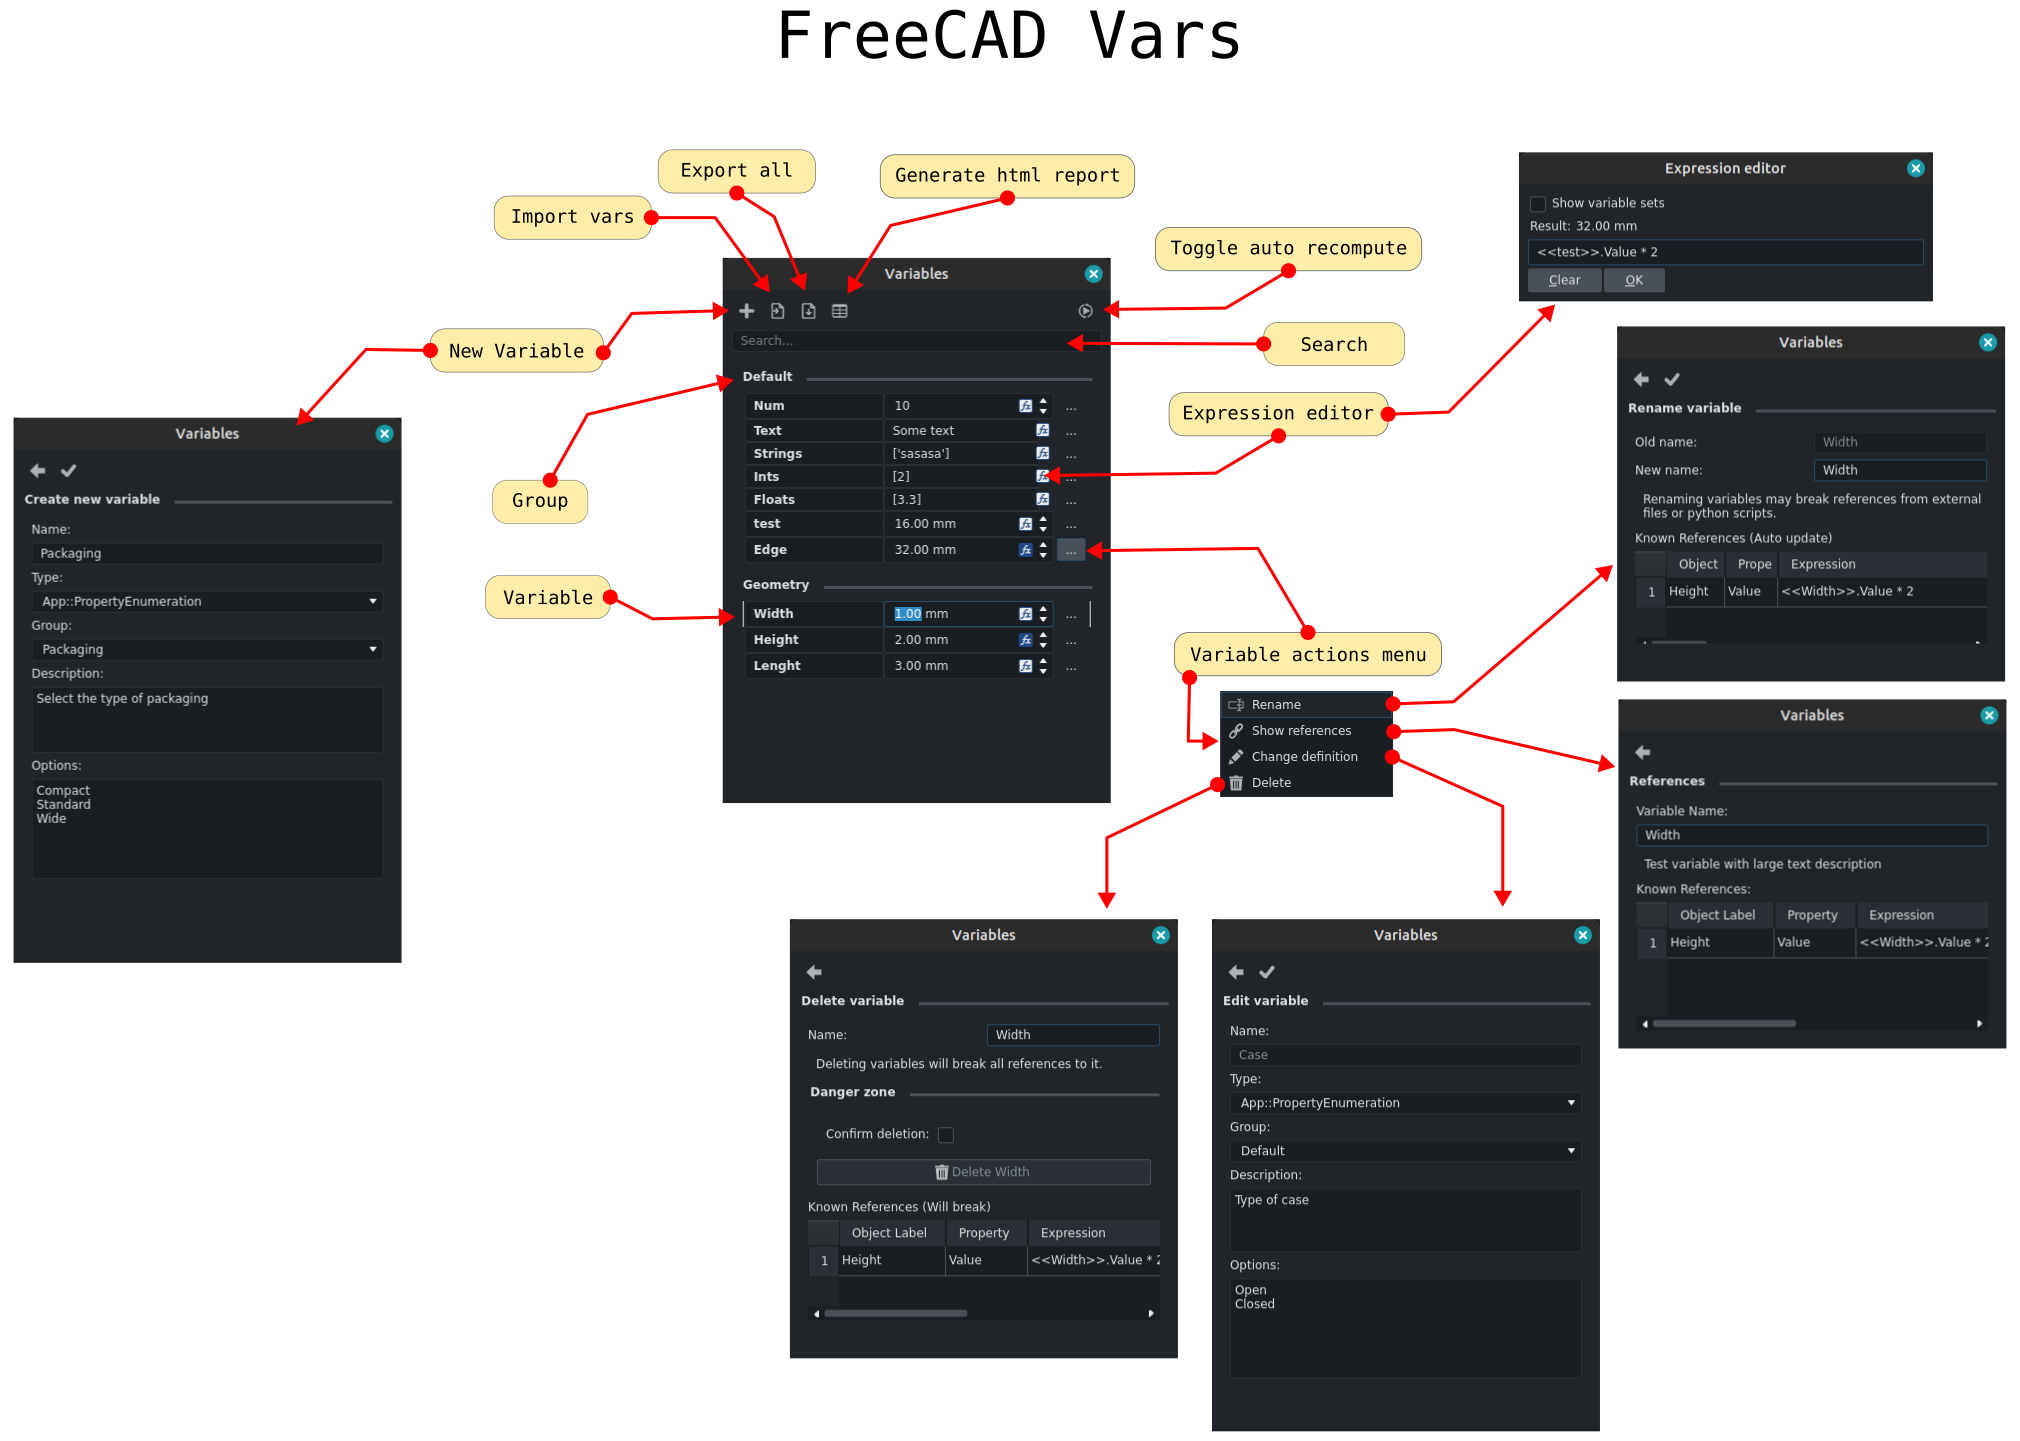 FreeCAD Vars
Export all
Generate html report
Import vars
Toggle auto recompute
New Variable
Search
Expression editor
Group
Variable
Variable actions menu
Variables
Search...
Default
Num 10 ...
Text Some text ...
Strings ['sasasa'] ...
Ints [2] ...
Floats [3.3] ...
test 16.00 mm ...
Edge 32.00 mm ...
Geometry
Width 1.00 mm ...
Height 2.00 mm ...
Lenght 3.00 mm ...
Variables
Create new variable
Name:
Packaging
Type:
App::PropertyEnumeration
Group:
Packaging
Description:
Select the type of packaging
Options:
Compact
Standard
Wide
Expression editor
Show variable sets
Result: 32.00 mm
<<test>>.Value * 2
Clear OK
Variables
Rename variable
Old name: Width
New name: Width
Renaming variables may break references from external
files or python scripts.
Known References (Auto update)
Object Prope Expression
1 Height Value <<Width>>.Value * 2
Rename
Show references
Change definition
Delete
Variables
References
Variable Name:
Width
Test variable with large text description
Known References:
Object Label Property Expression
1 Height Value <<Width>>.Value * 2
Variables
Delete variable
Name: Width
Deleting variables will break all references to it.
Danger zone
Confirm deletion:
Delete Width
Known References (Will break)
Object Label Property Expression
1 Height Value <<Width>>.Value * 2
Variables
Edit variable
Name:
Case
Type:
App::PropertyEnumeration
Group:
Default
Description:
Type of case
Options:
Open
Closed